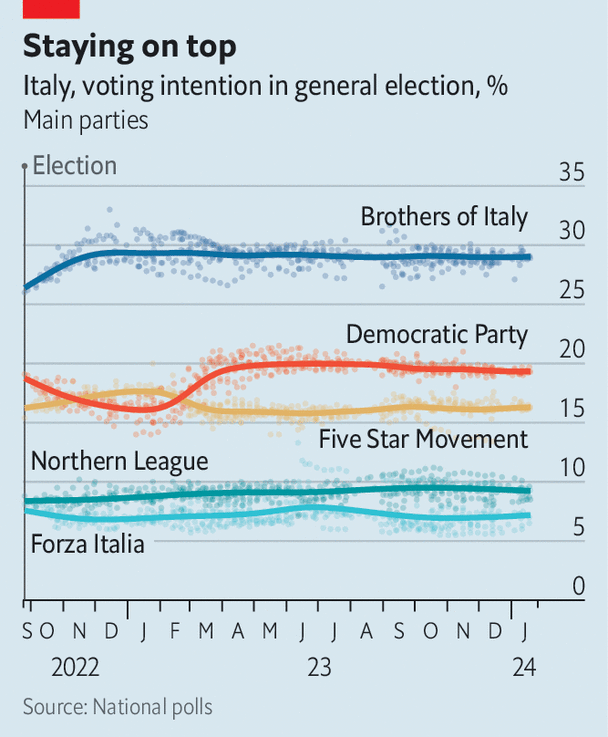 Staying on top
Italy, voting intention in general election, %
Main parties
Election
35
Brothers of Italy
30
25
Democratic Party
20
15
Five Star Movement
Northern League
10
Forza Italia
5
0
S O N D J F M A M J J A S O N D J
2022 23 24
Source: National polls